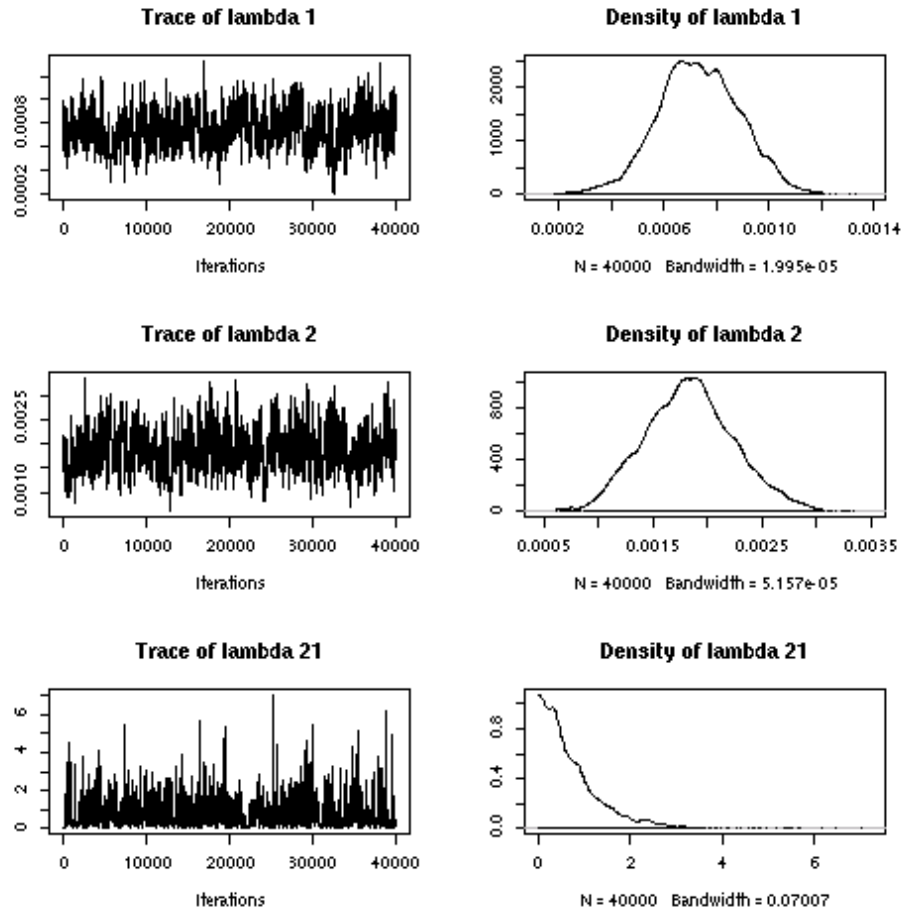 Trace of lambda 1
0.0002 0.0008
0 10000 20000 30000 40000
Iterations
Density of lambda 1
0 1000 2000
0.0002 0.0006 0.0010 0.0014
N = 40000 Bandwidth = 1.995e-05
Trace of lambda 2
0.0010 0.0025
0 10000 20000 30000 40000
Iterations
Density of lambda 2
0 400 800
0.0005 0.0015 0.0025 0.0035
N = 40000 Bandwidth = 5.157e-05
Trace of lambda 21
0 2 4 6
0 10000 20000 30000 40000
Iterations
Density of lambda 21
0.0 0.4 0.8
0 2 4 6
N = 40000 Bandwidth = 0.07007